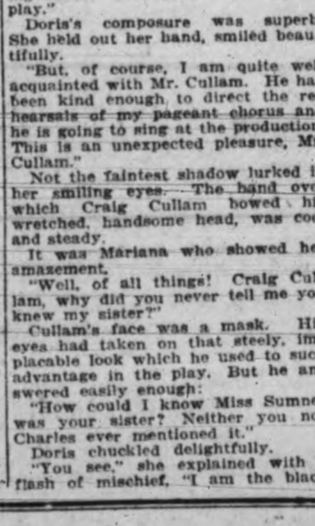 play."
Doris's composure was superb
She held out her hand, smiled beau
tifully.
"But, of course, I am quite wel
acquainted with Mr. Cullam. He ha
been kind enough to direct the re
hearsals of my pageant chorus an
he is going to sing at the production
This is an unexpected pleasure, Mr
Cullam."
Not the faintest shadow lurked i
her smiling eyes. The hand ove
which Craig Cullam bowed hi
wretched, handsome head, was coo
and steady.
It was Mariana who showed he
amazement.
"Well, of all things! Craig Cul
lam, why did you never tell me yo
knew my sister?"
Cullam's face was a mask. Hi
eyes had taken on that steely, im
placable look which he used to suc
advantage in the play. But he an
swered easily enough:
"How could I know Miss Sumne
was your sister? Neither you no
Charles ever mentioned it."
Doris chuckled delightfully.
"You see," she explained with
flash of mischief, "I am the blac